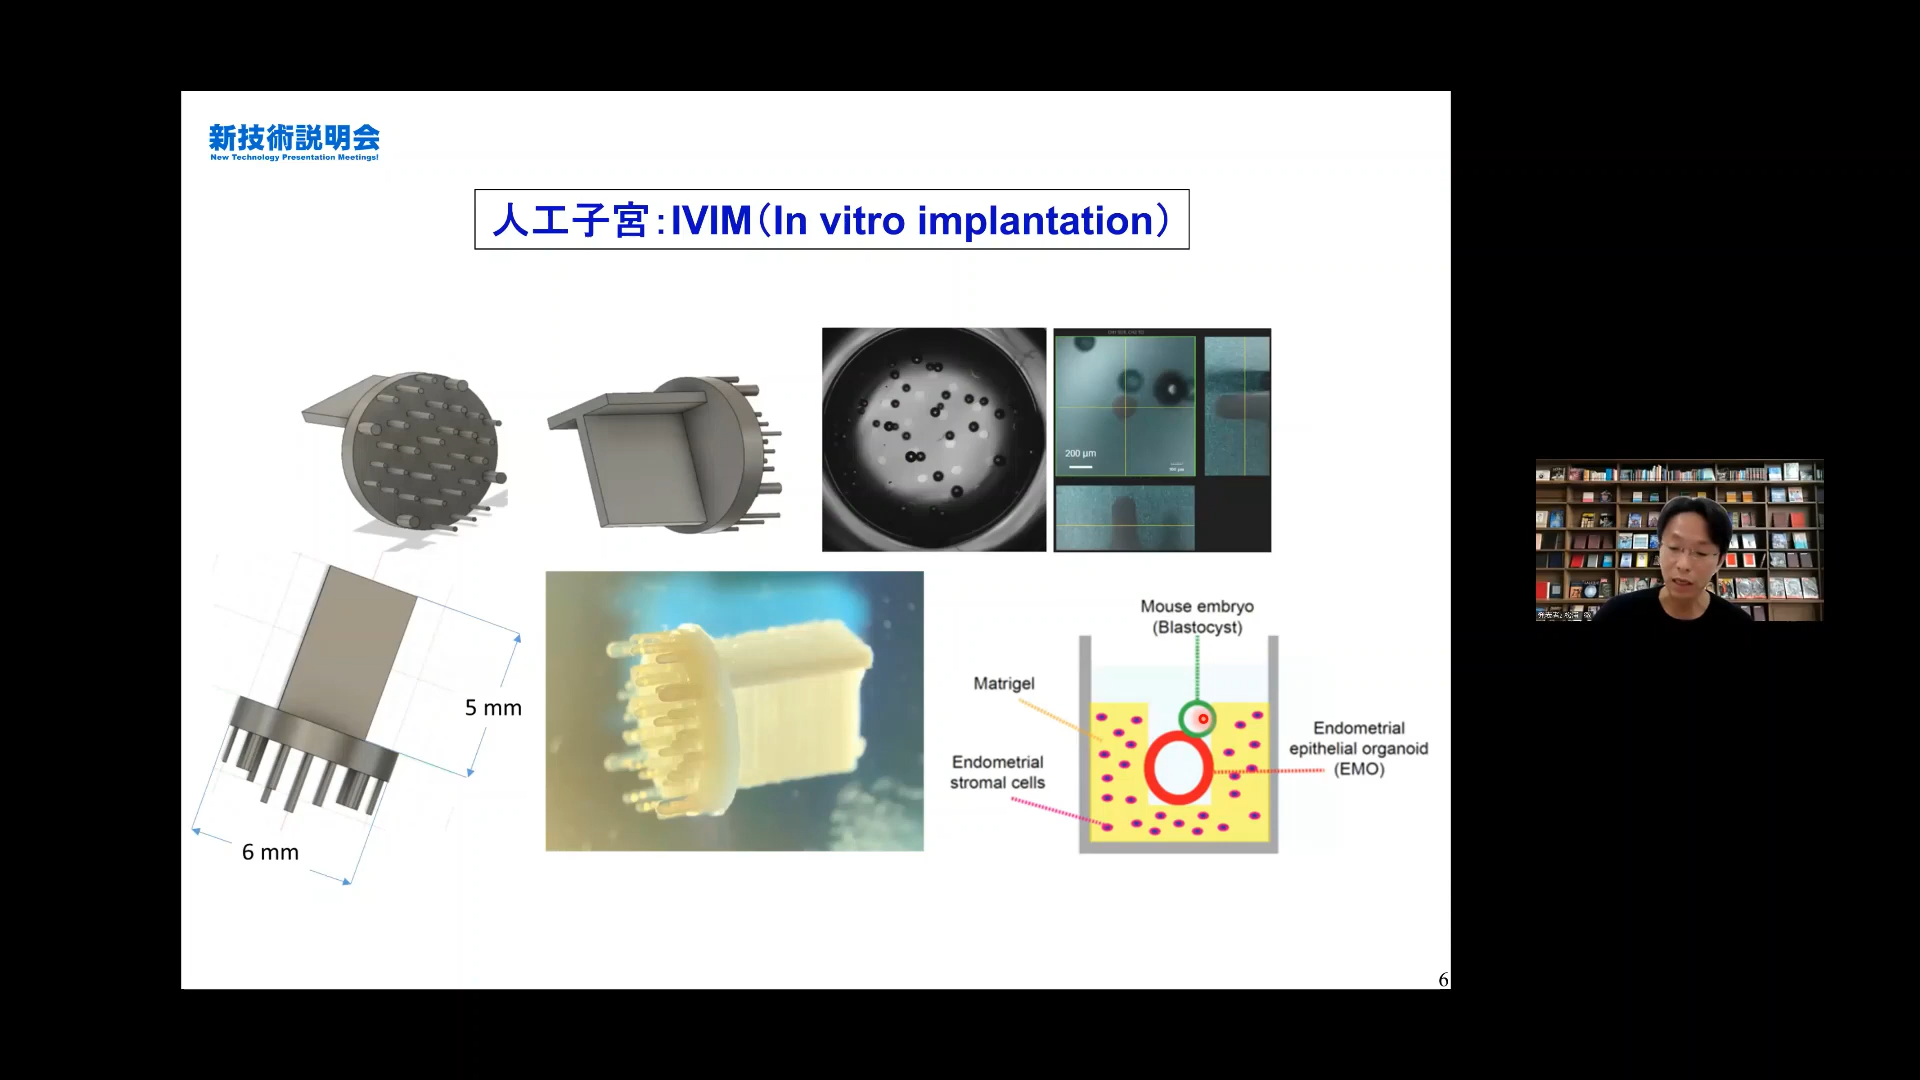 新技術説明会
New Technology Presentation Meetings!
人工子宮：IVIM（In vitro implantation）
200 μm
5 mm
6 mm
Mouse embryo
(Blastocyst)
Matrigel
Endometrial
stromal cells
Endometrial
epithelial organoid
(EMO)
6